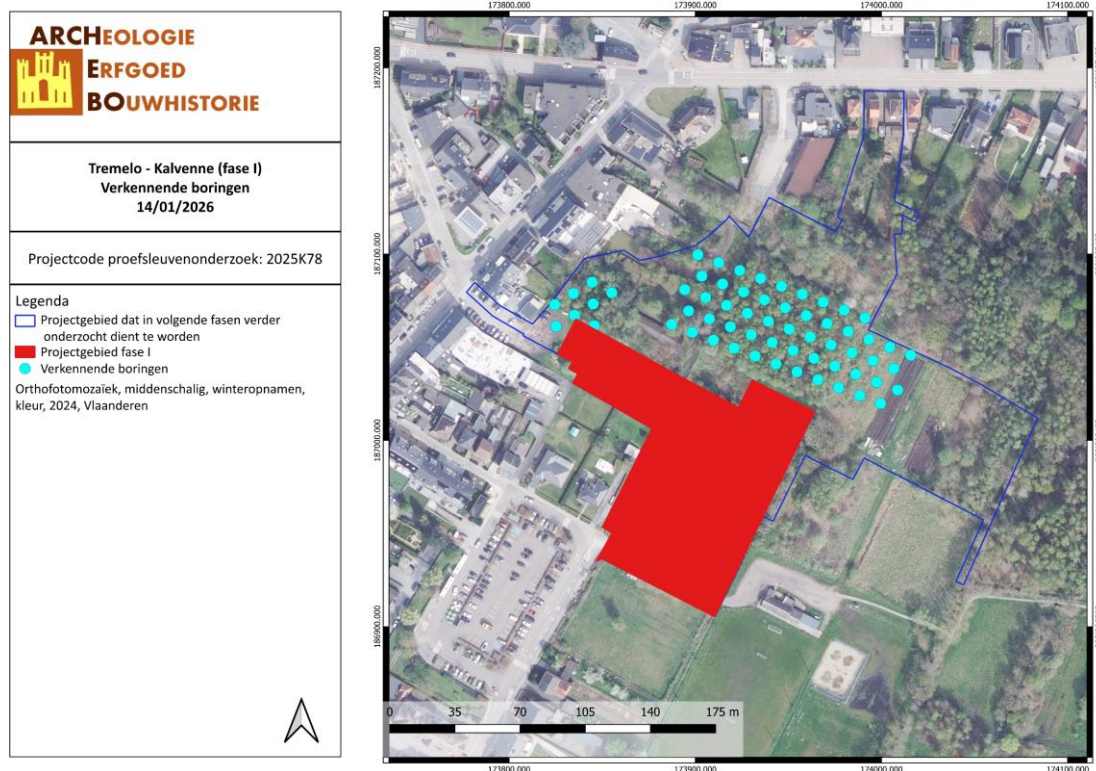 ARCHEOLOGIE
ERFGOED
BOUWHISTORIE
Tremelo - Kalvenne (fase I)
Verkennende boringen
14/01/2026
Projectcode proefsleuvenonderzoek: 2025K78
Legenda
Projectgebied dat in volgende fasen verder
onderzocht dient te worden
Projectgebied fase I
Verkennende boringen
Orthofotomozaïek, middenschalig, winteropnamen,
kleur, 2024, Vlaanderen
173800.000 173900.000 174000.000 174100.000
187200.000
187100.000
187000.000
186900.000
0 35 70 105 140 175 m
173800.000 173900.000 174000.000 174100.000